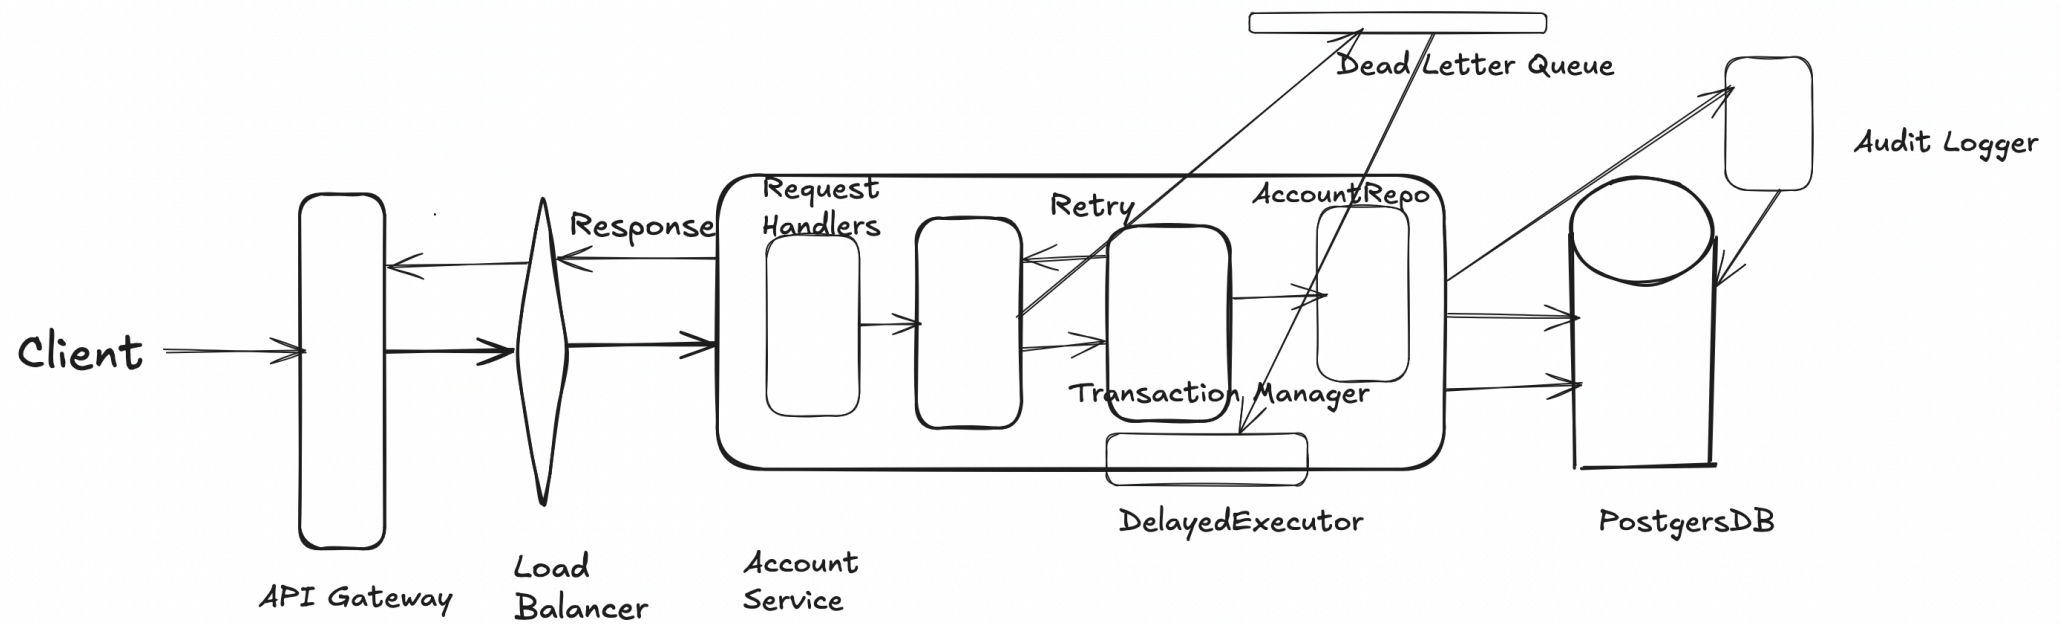 Dead Letter Queue
Audit Logger
Request
Handlers
Retry
AccountRepo
Response
Client
Transaction Manager
DelayedExecutor
PostgersDB
API Gateway
Load
Balancer
Account
Service